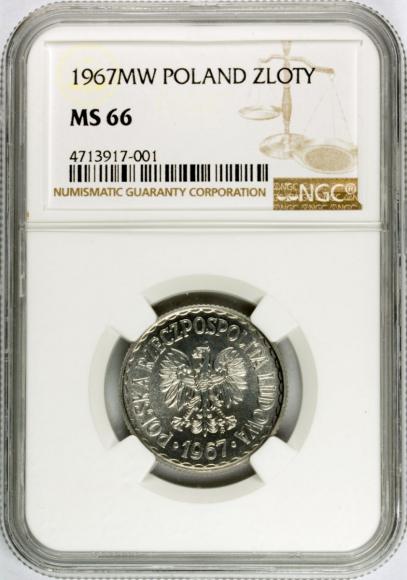 1967MW POLAND ZLOTY
MS 66
4713917-001
NUMISMATIC GUARANTY CORPORATION
NGC®
POLSKA RZECZPOSPOLITA LUDOWA
·1967·